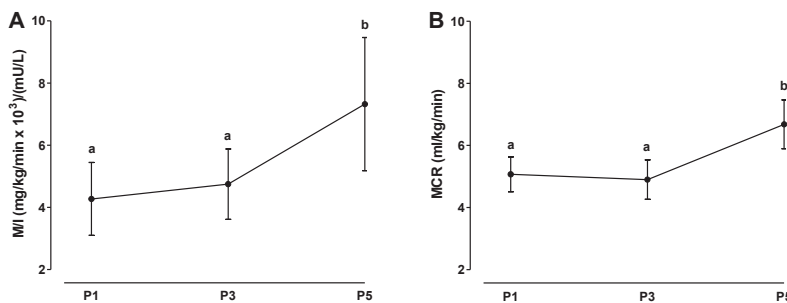 A
M/I (mg/kg/min x 10³)/(mU/L)
10
8
6
4
2
a
a
b
P1
P3
P5
B
MCR (ml/kg/min)
10
8
6
4
2
a
a
b
P1
P3
P5